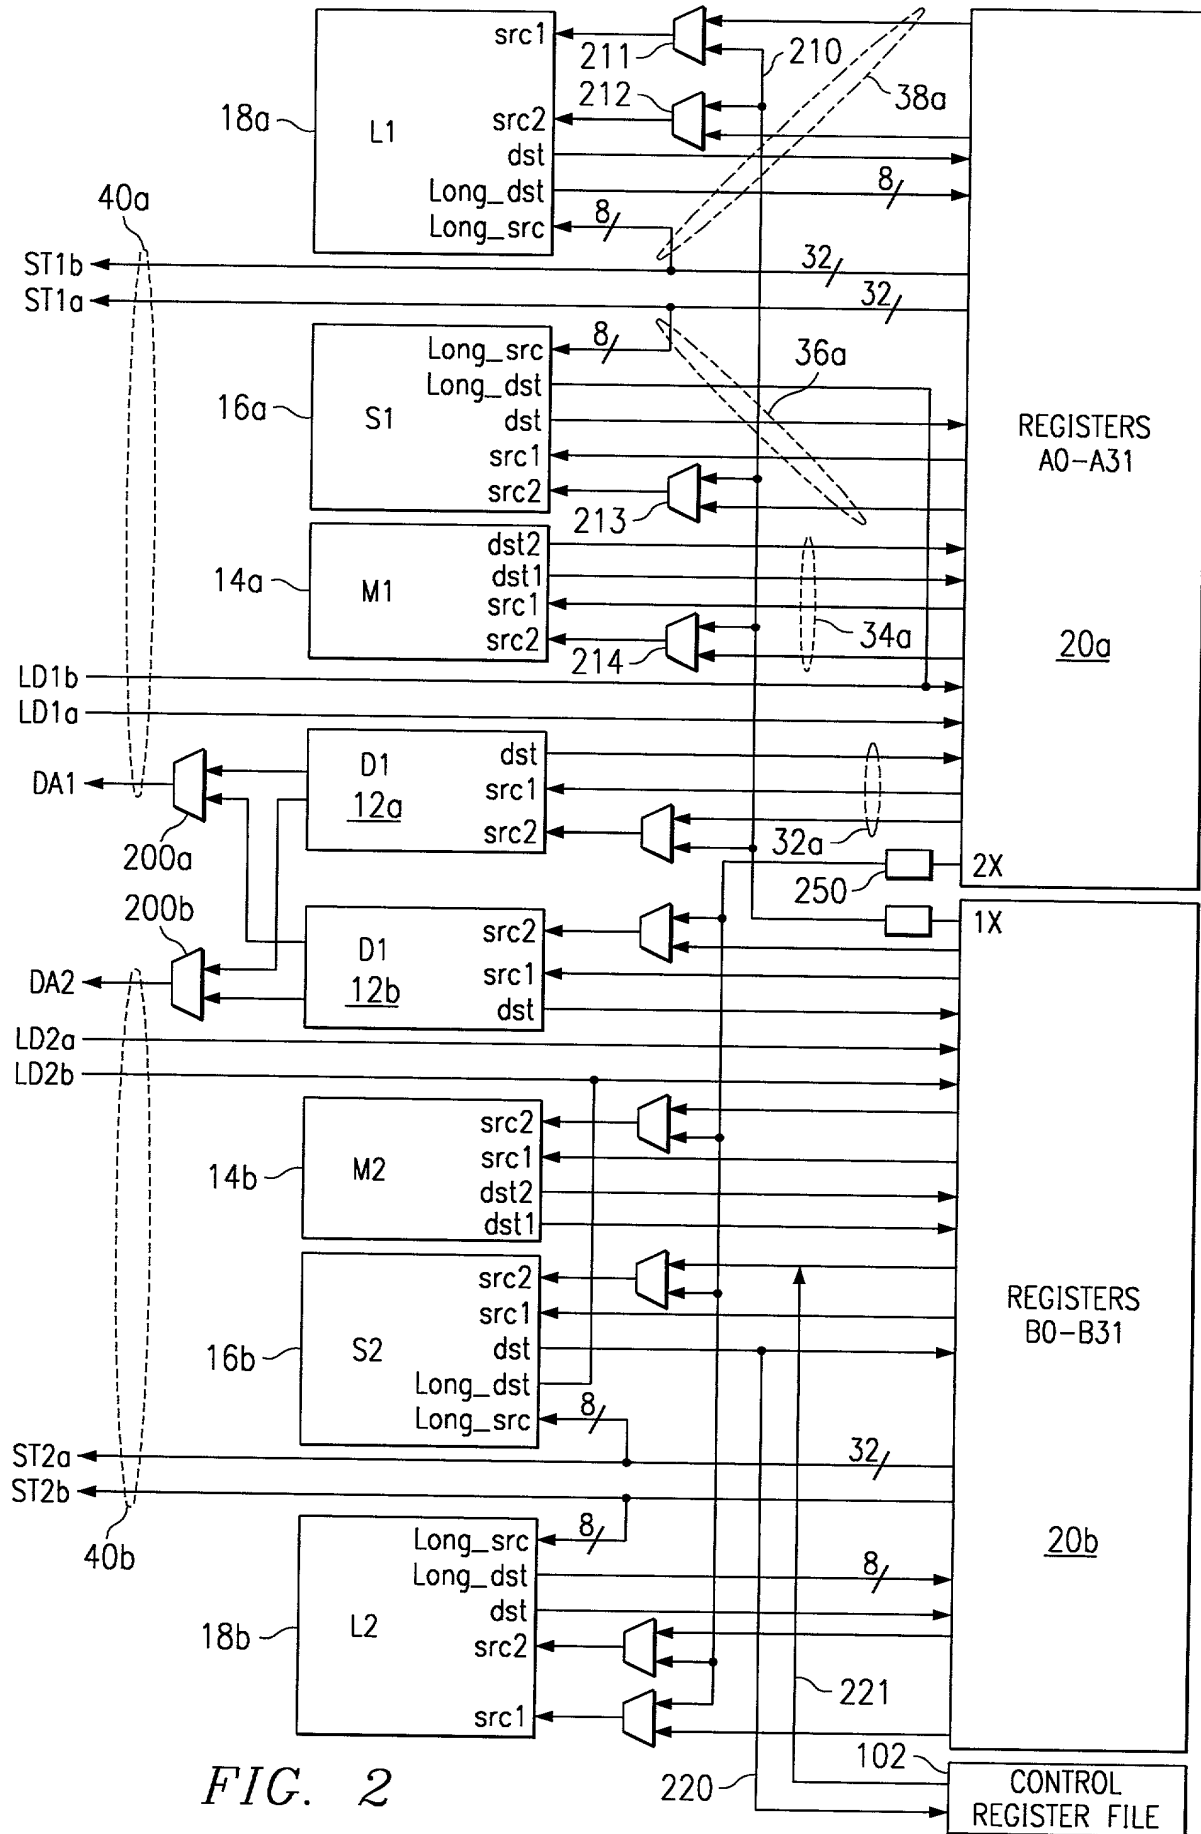 src1
211
210
38a
212
18a
L1
src2
dst
Long_dst
8
8
Long_src
40a
ST1b
32
ST1a
32
8
Long_src
36a
Long_dst
16a
S1
dst
REGISTERS
A0-A31
src1
src2
213
dst2
14a
M1
dst1
src1
src2
34a
214
20a
LD1b
LD1a
D1
dst
DA1
src1
12a
src2
32a
200a
2X
250
200b
1X
D1
src2
DA2
src1
12b
dst
LD2a
LD2b
src2
14b
M2
src1
dst2
dst1
src2
REGISTERS
B0-B31
src1
16b
S2
dst
Long_dst
8
Long_src
ST2a
32
ST2b
8
Long_src
40b
20b
8
Long_dst
dst
18b
L2
src2
221
src1
102
220
CONTROL
REGISTER FILE
FIG. 2